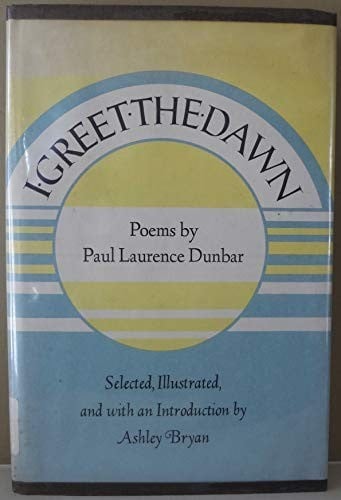 I·GREET·THE·DAWN
Poems by
Paul Laurence Dunbar
Selected, Illustrated,
and with an Introduction by
Ashley Bryan